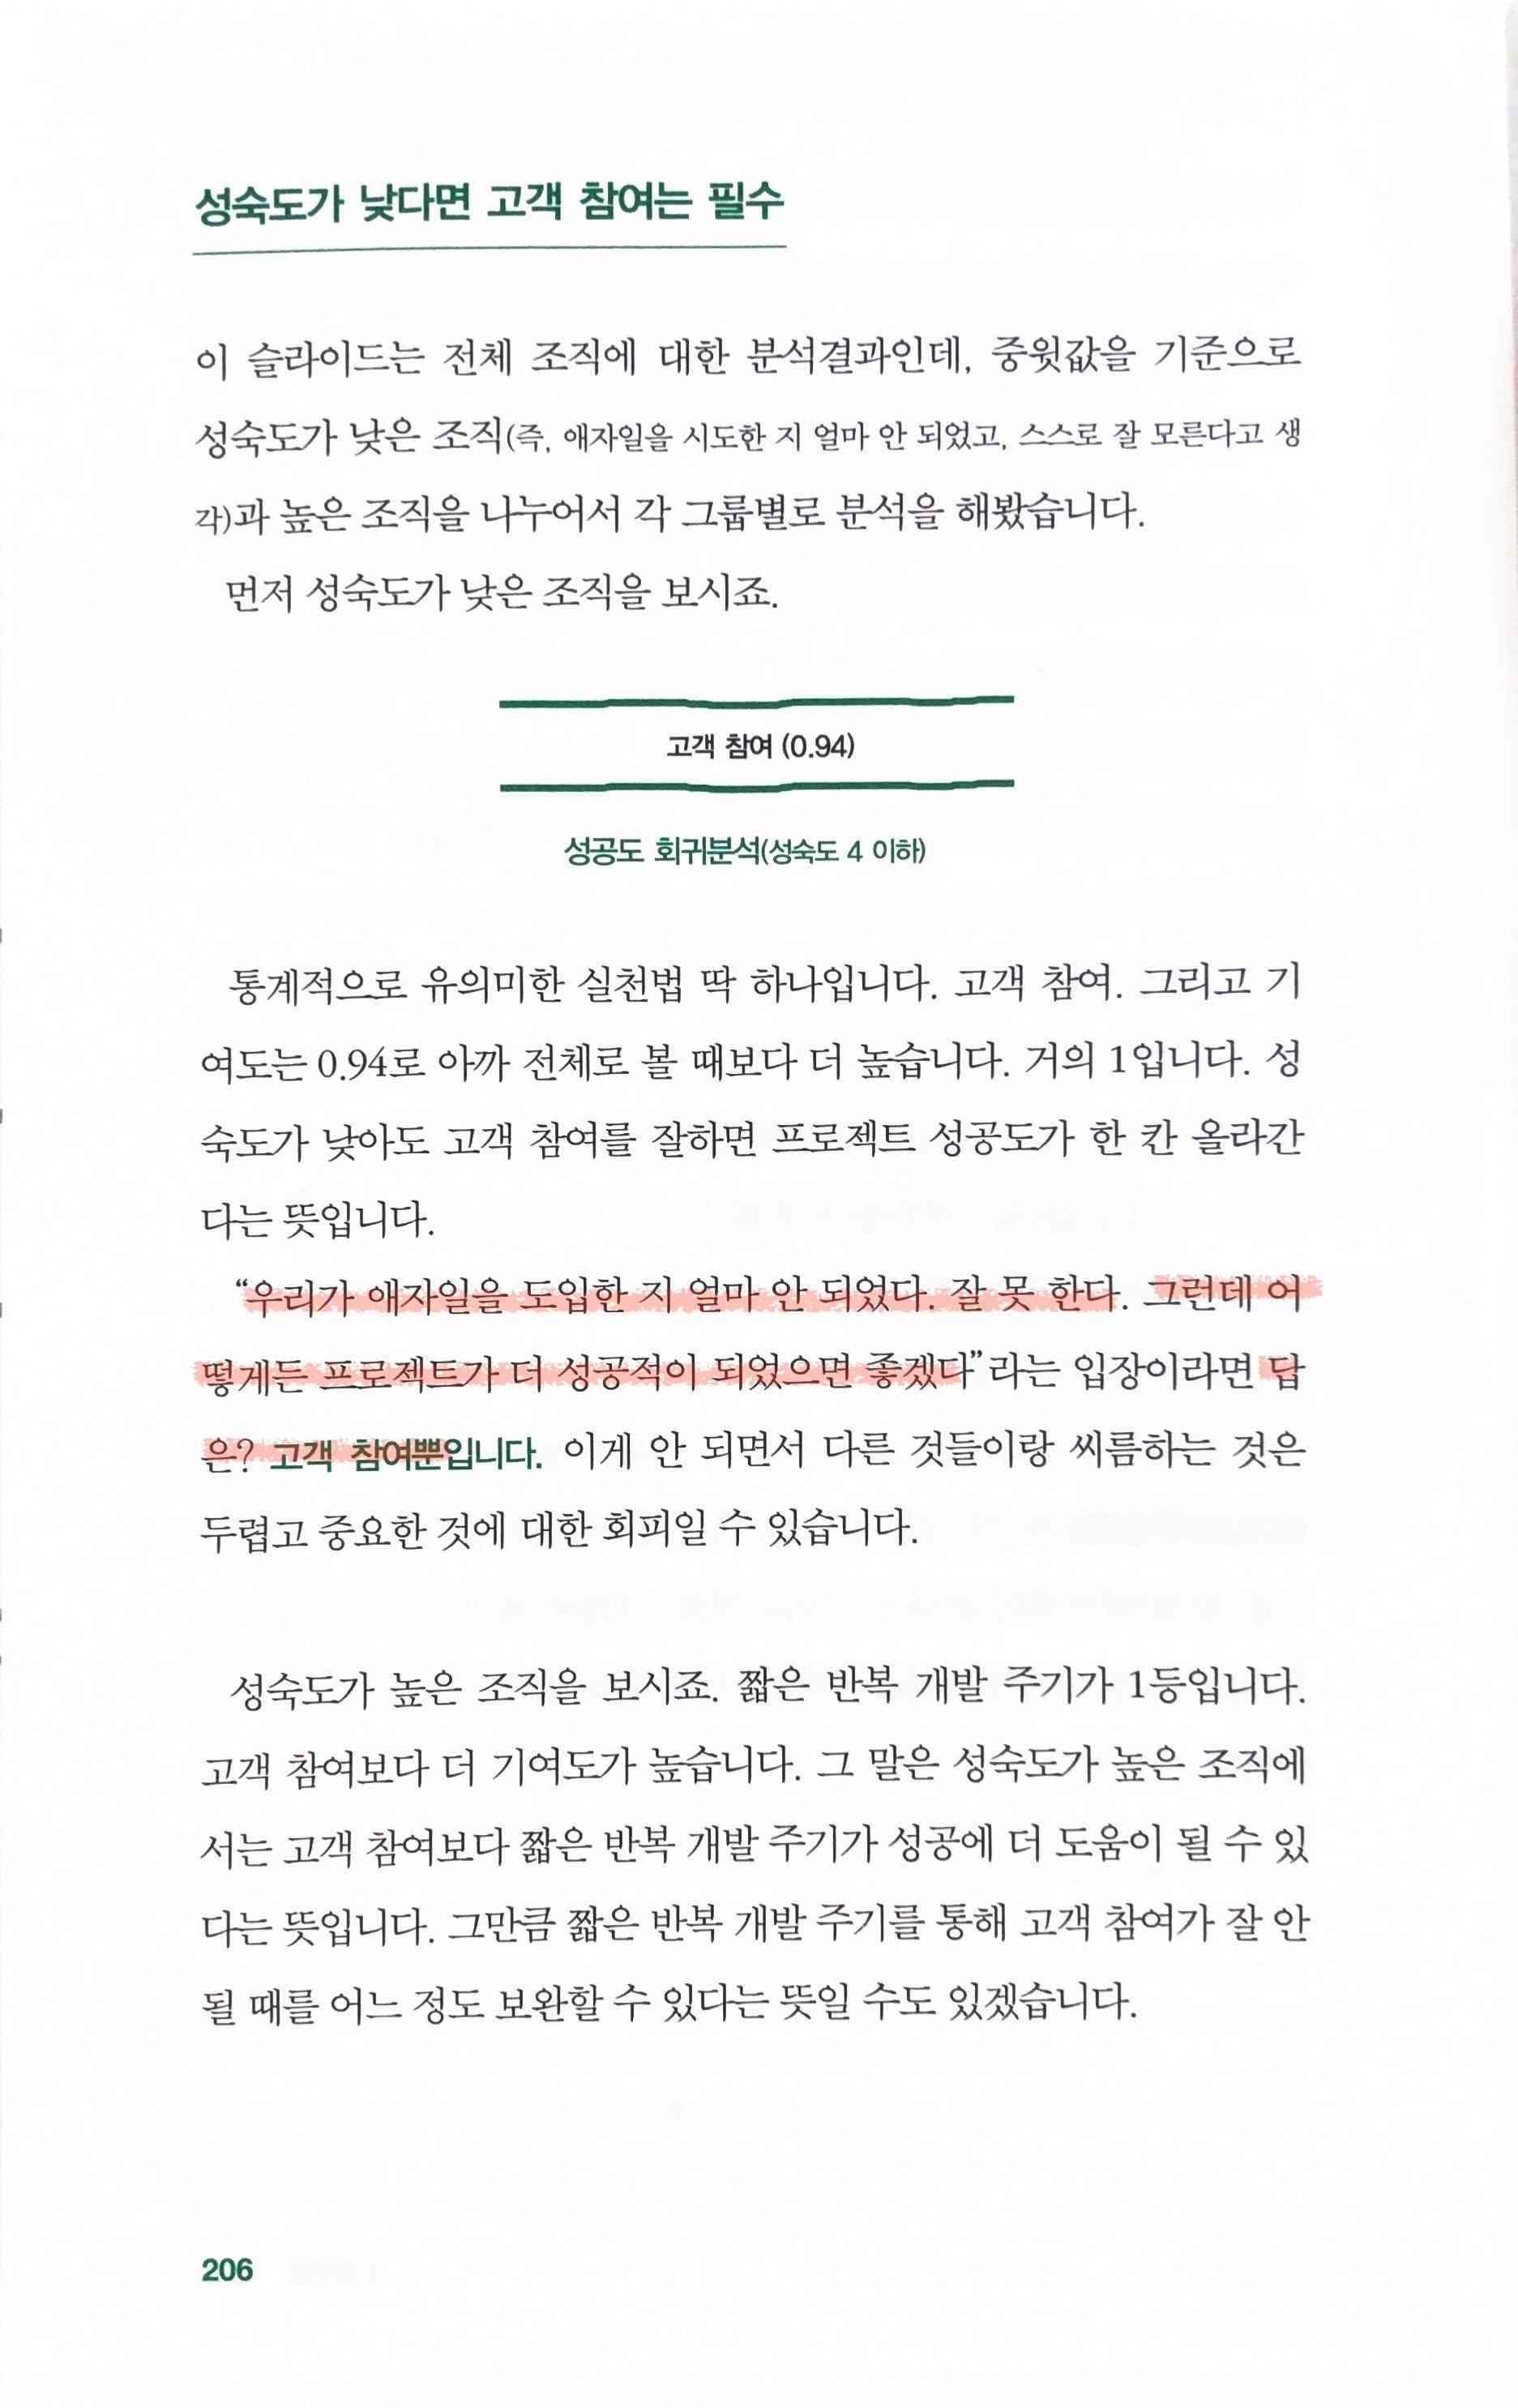 성숙도가 낮다면 고객 참여는 필수
이 슬라이드는 전체 조직에 대한 분석결과인데, 중윗값을 기준으로
성숙도가 낮은 조직(즉, 애자일을 시도한 지 얼마 안 되었고, 스스로 잘 모른다고 생
각)과 높은 조직을 나누어서 각 그룹별로 분석을 해봤습니다.
먼저 성숙도가 낮은 조직을 보시죠.
고객 참여 (0.94)
성공도 회귀분석(성숙도 4 이하)
통계적으로 유의미한 실천법 딱 하나입니다. 고객 참여. 그리고 기
여도는 0.94로 아까 전체로 볼 때보다 더 높습니다. 거의 1입니다. 성
숙도가 낮아도 고객 참여를 잘하면 프로젝트 성공도가 한 칸 올라간
다는 뜻입니다.
“우리가 애자일을 도입한 지 얼마 안 되었다. 잘 못 한다. 그런데 어
떻게든 프로젝트가 더 성공적이 되었으면 좋겠다”라는 입장이라면 답
은? 고객 참여뿐입니다. 이게 안 되면서 다른 것들이랑 씨름하는 것은
두렵고 중요한 것에 대한 회피일 수 있습니다.
성숙도가 높은 조직을 보시죠. 짧은 반복 개발 주기가 1등입니다.
고객 참여보다 더 기여도가 높습니다. 그 말은 성숙도가 높은 조직에
서는 고객 참여보다 짧은 반복 개발 주기가 성공에 더 도움이 될 수 있
다는 뜻입니다. 그만큼 짧은 반복 개발 주기를 통해 고객 참여가 잘 안
될 때를 어느 정도 보완할 수 있다는 뜻일 수도 있겠습니다.
206